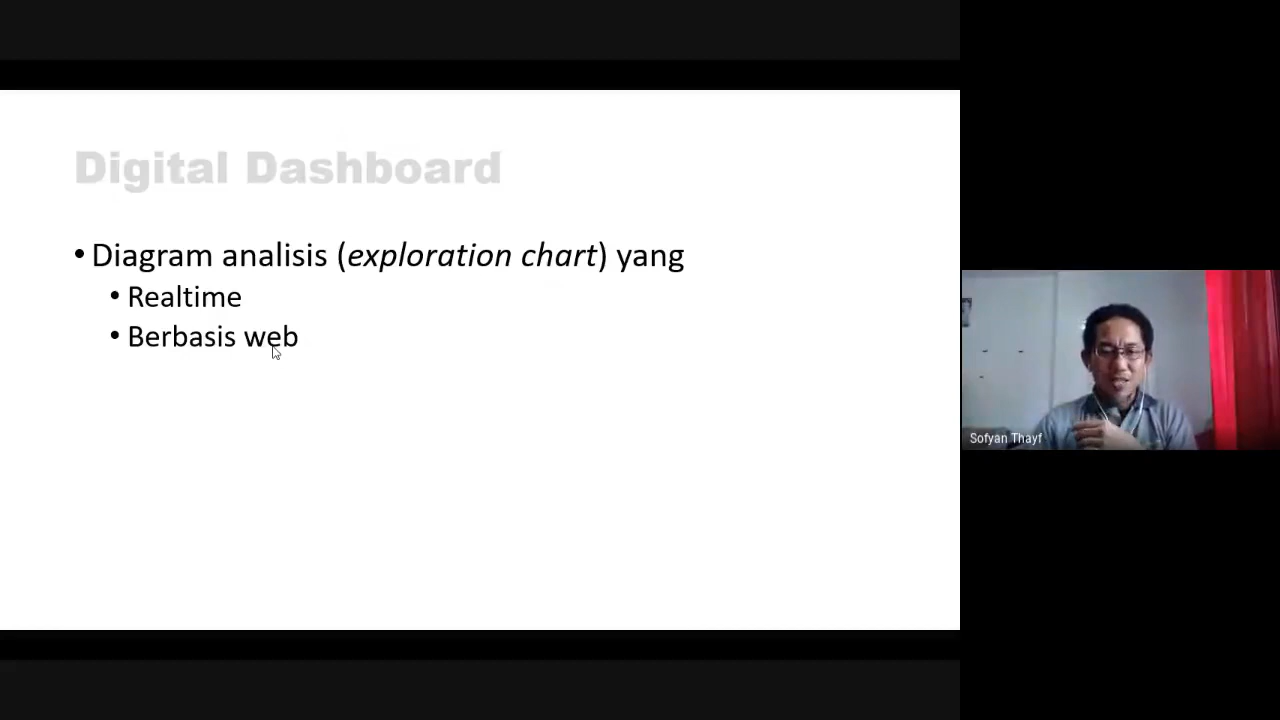 Digital Dashboard
• Diagram analisis (exploration chart) yang
• Realtime
• Berbasis web
Sofyan Thayf